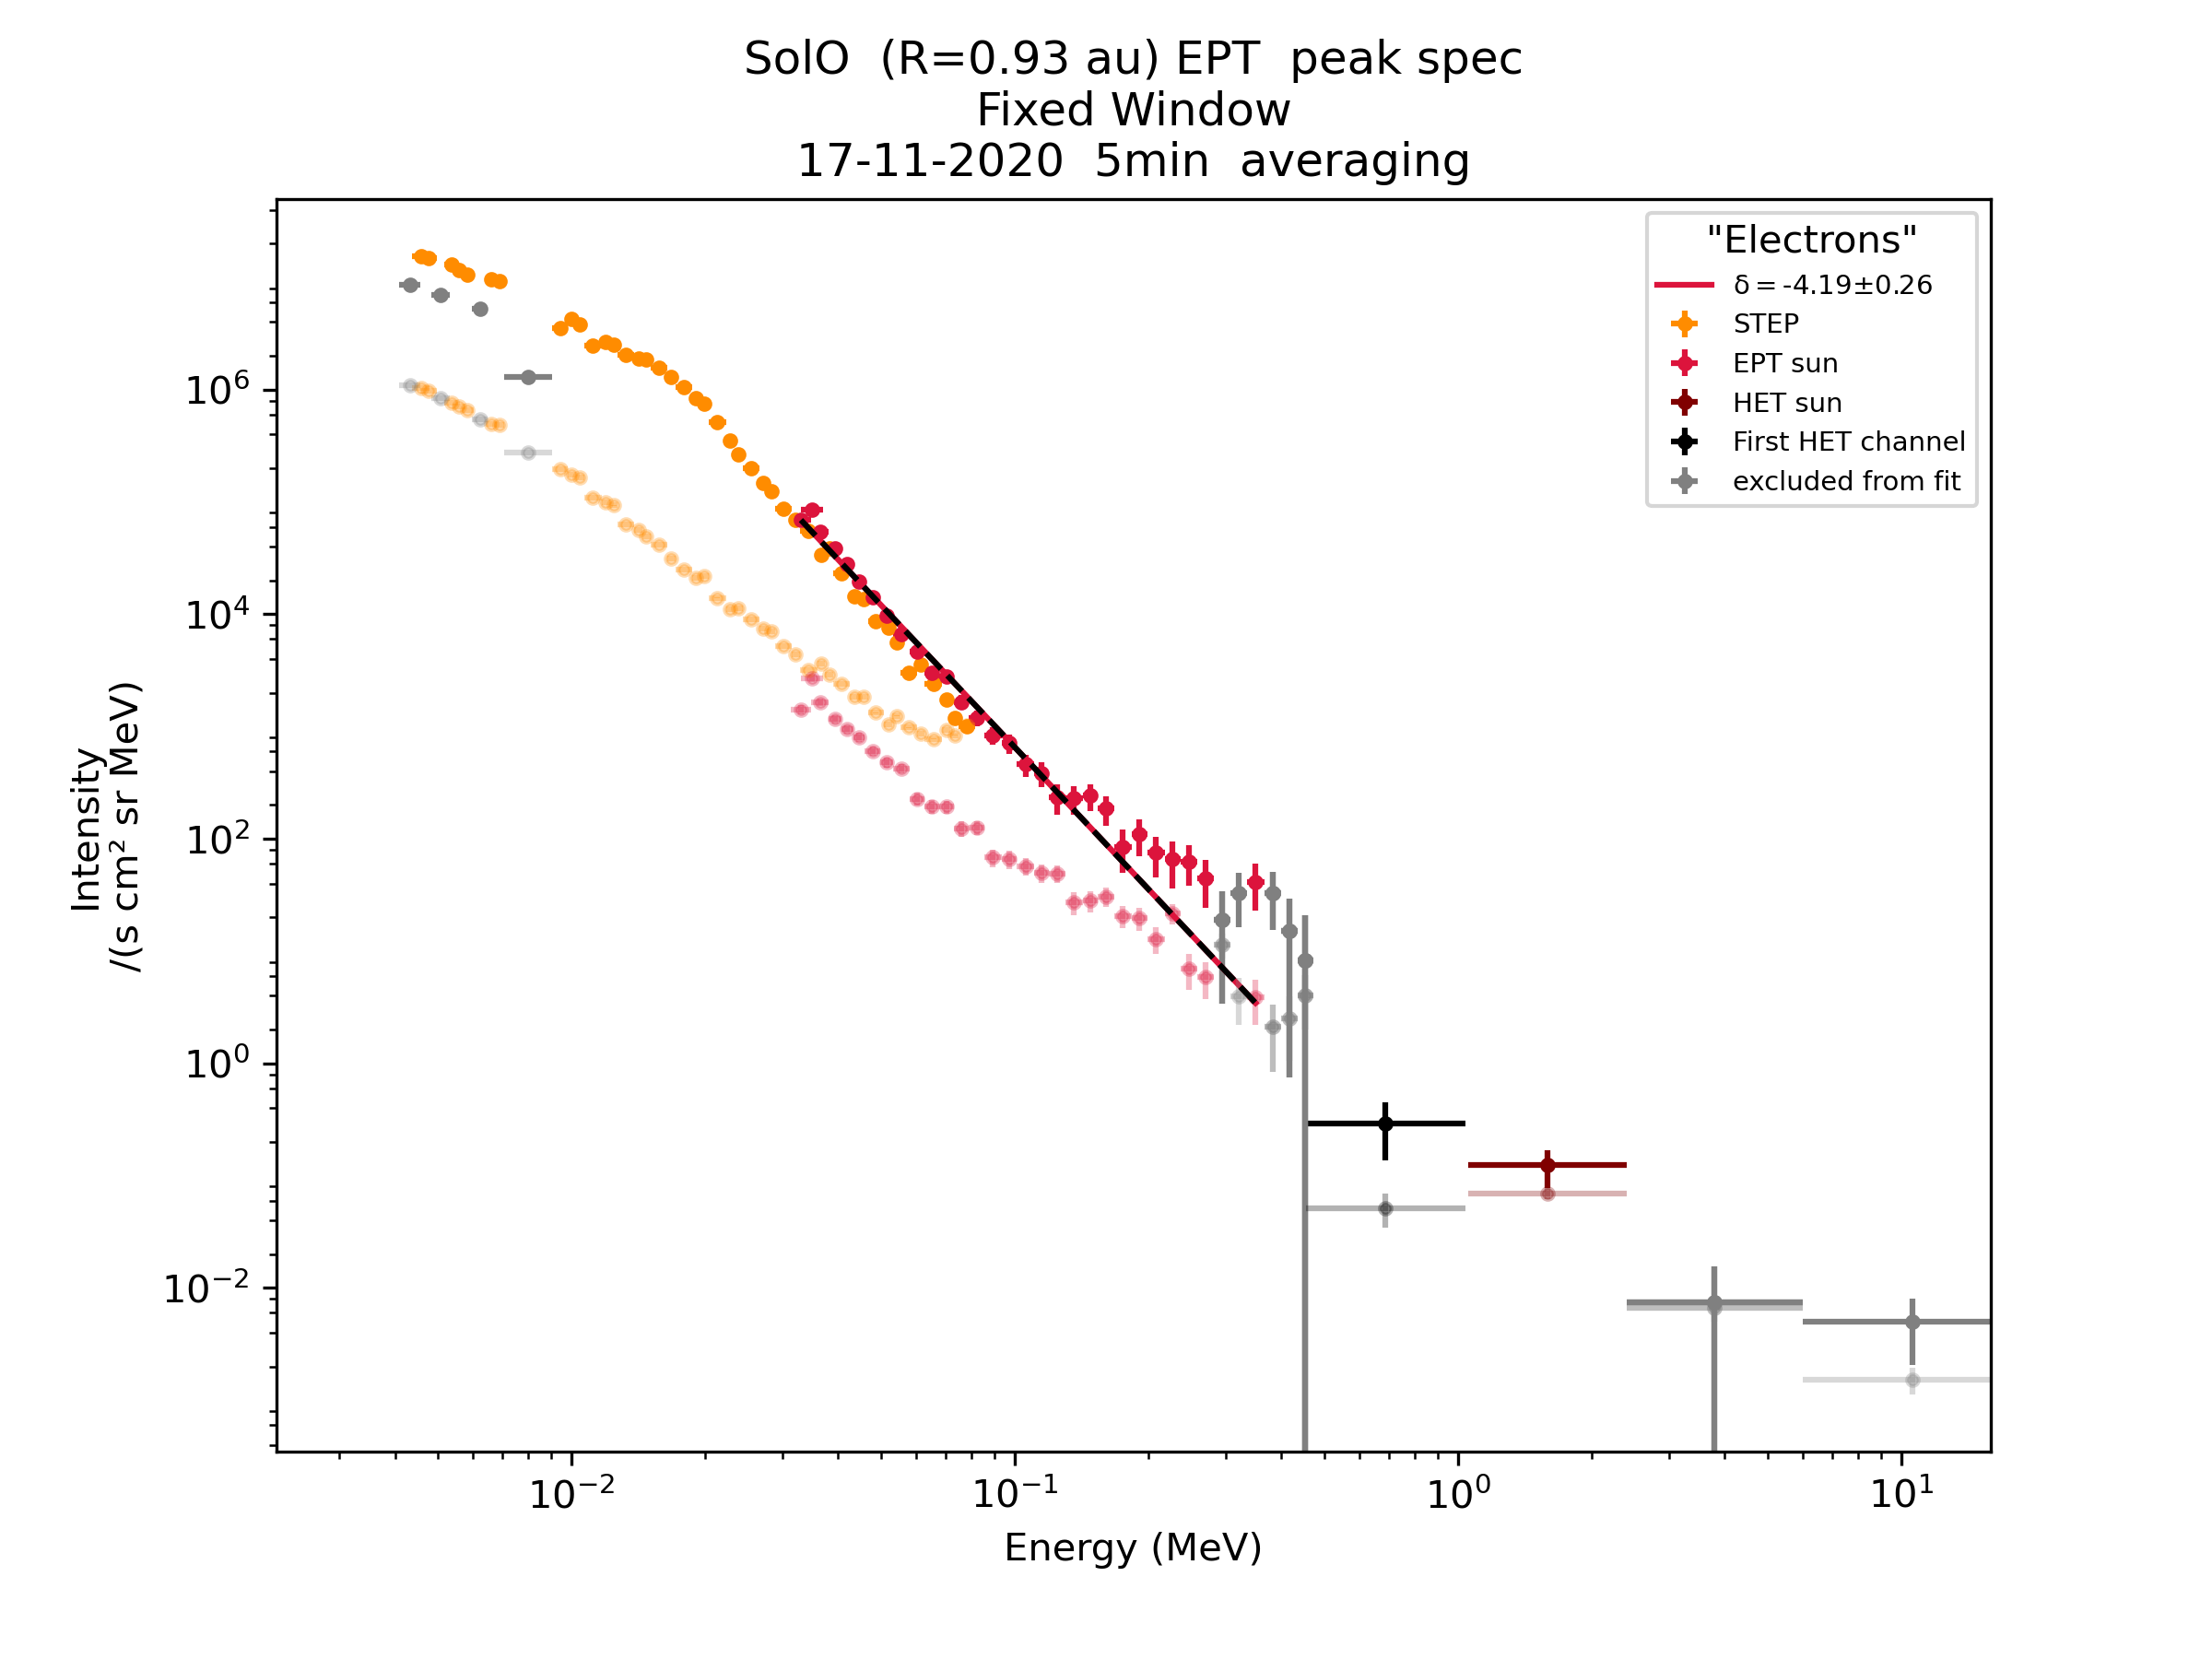 SolO  (R=0.93 au) EPT  peak spec
Fixed Window
17-11-2020  5min  averaging
"Electrons"
δ = -4.19±0.26
STEP
EPT sun
HET sun
First HET channel
excluded from fit
Intensity
/(s cm² sr MeV)
10⁶
10⁴
10²
10⁰
10⁻²
10⁻² 10⁻¹ 10⁰ 10¹
Energy (MeV)